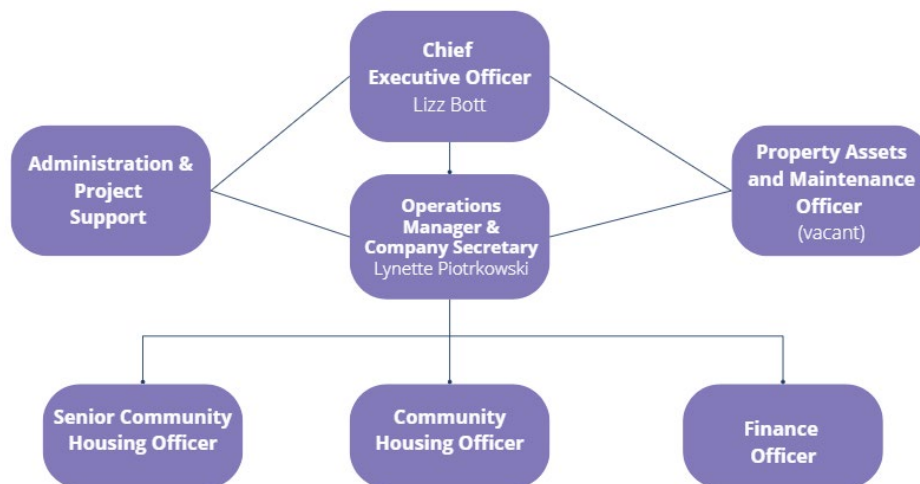 Chief
Executive Officer
Lizz Bott
Administration &
Project
Support
Property Assets
and Maintenance
Officer
(vacant)
Operations
Manager &
Company Secretary
Lynette Piotrkowski
Senior Community
Housing Officer
Community
Housing Officer
Finance
Officer